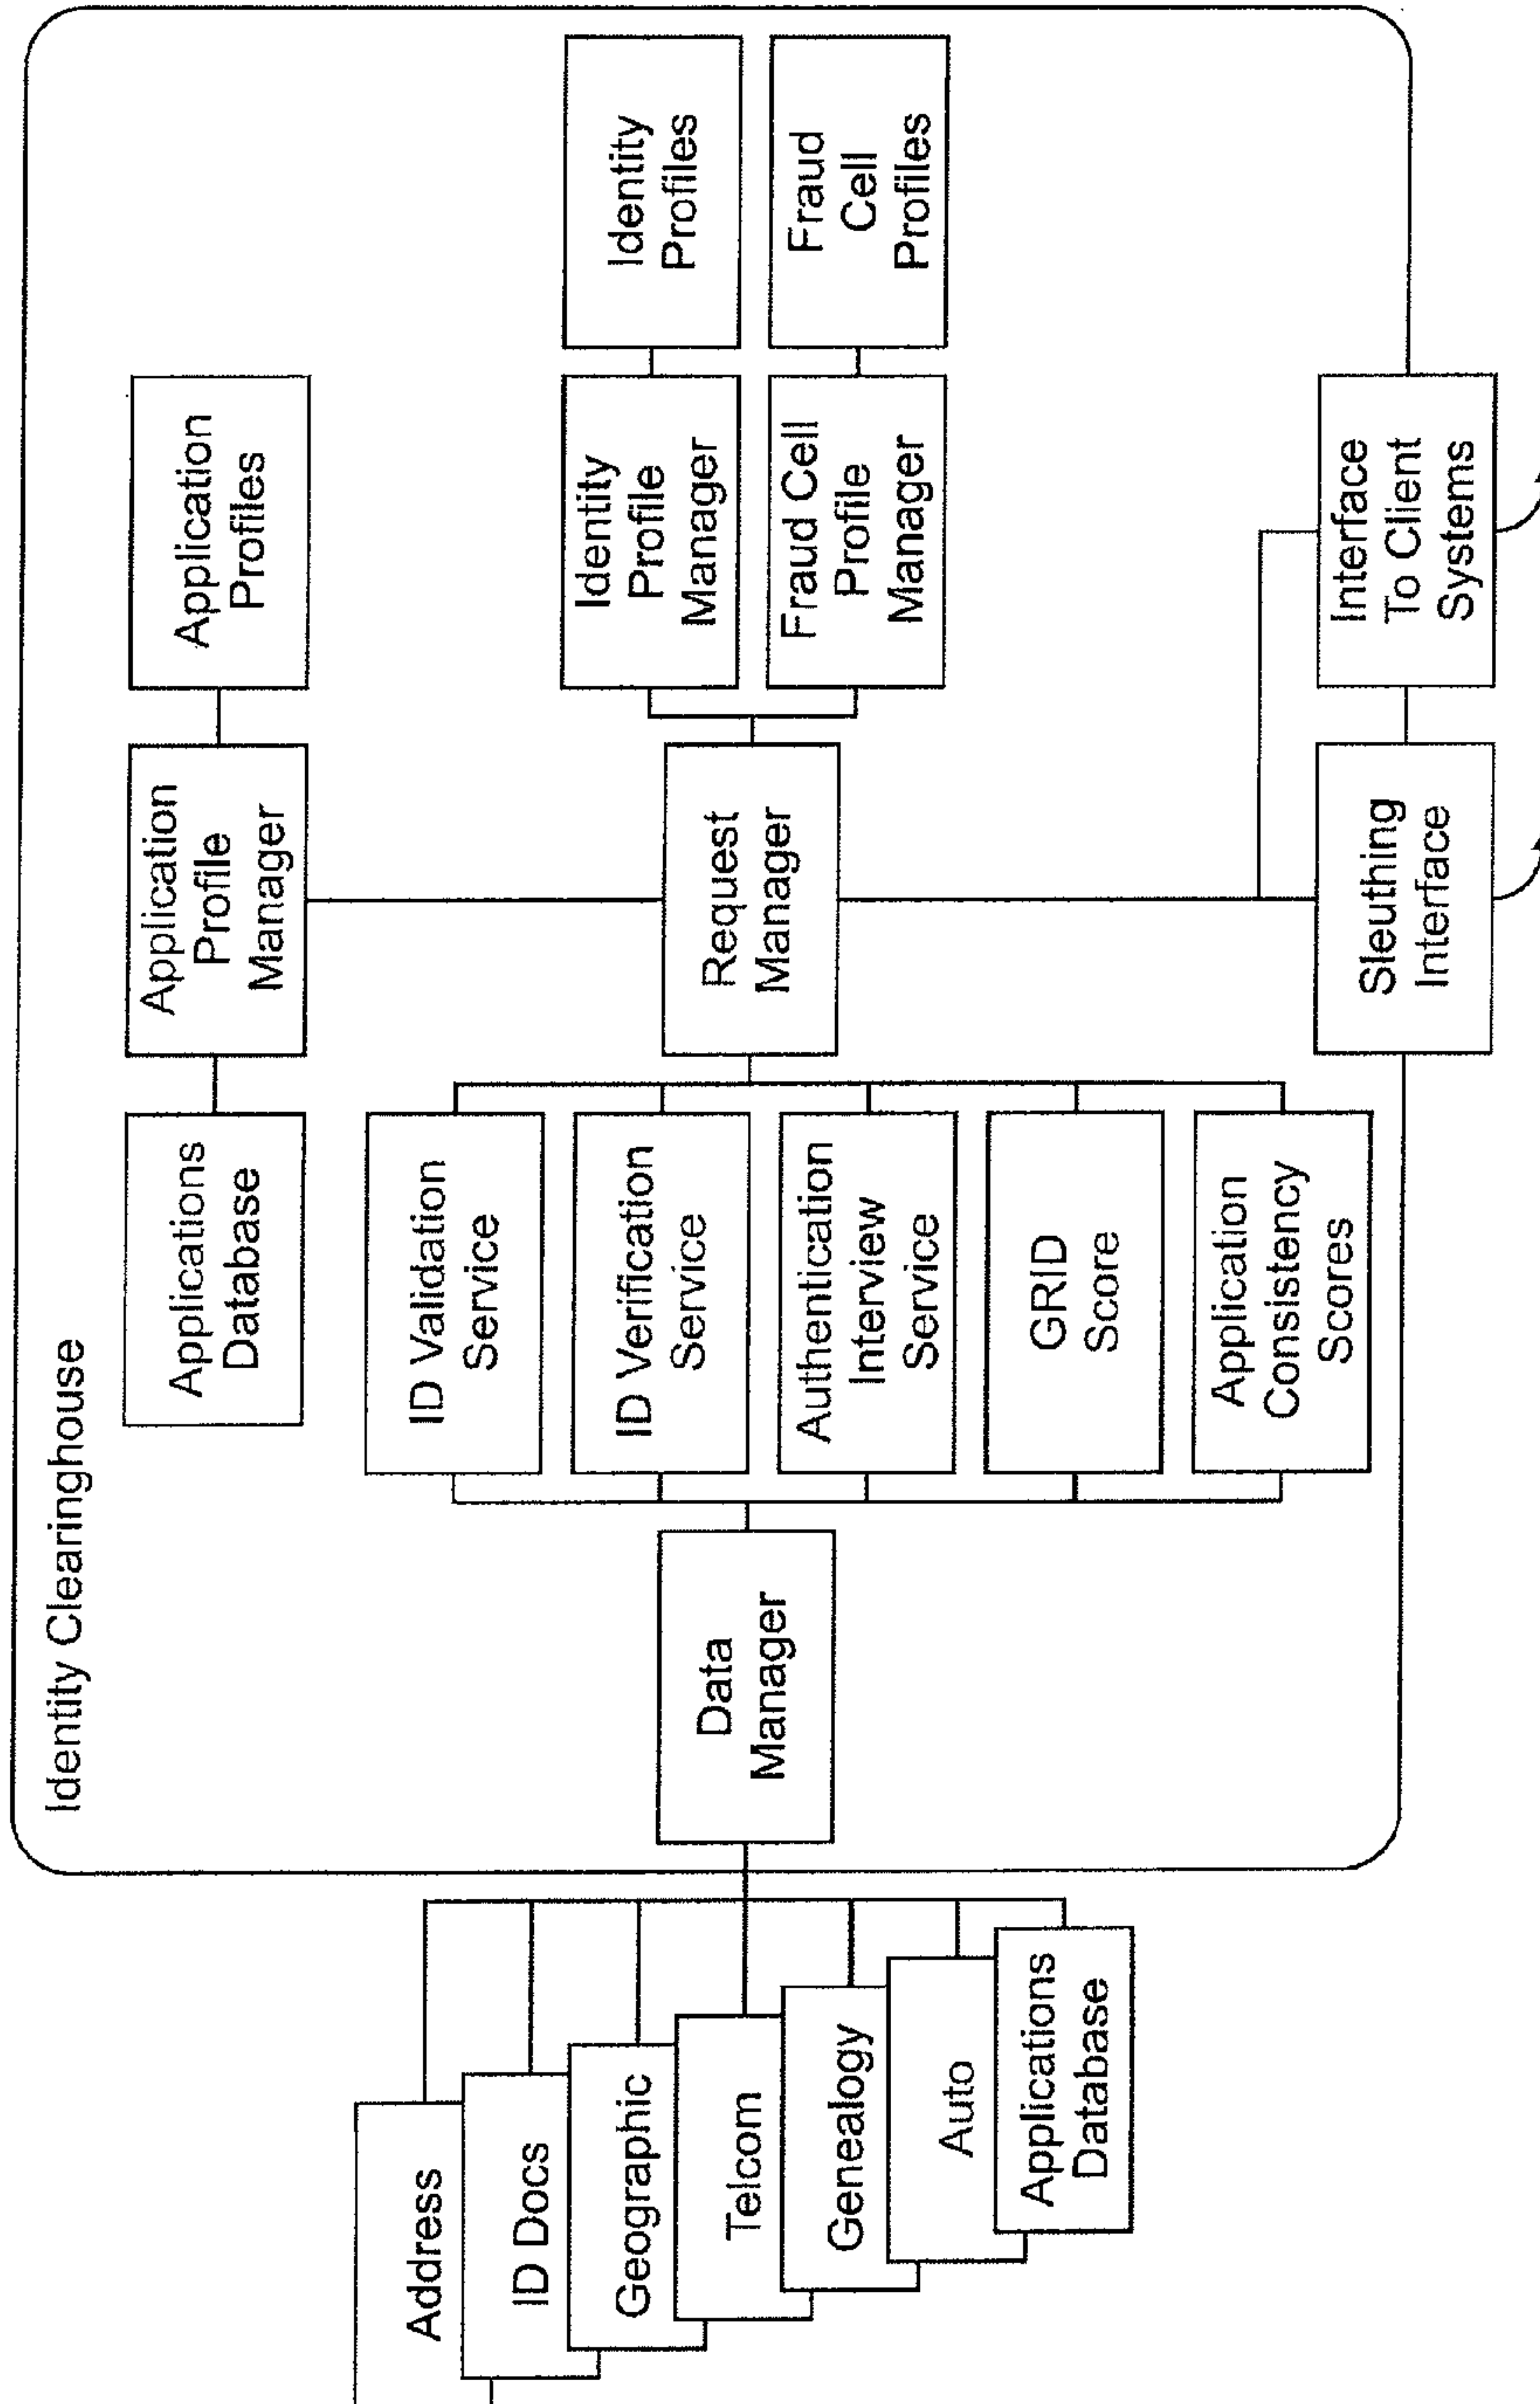 Identity Clearinghouse
Applications
Database
Application
Profile
Manager
Application
Profiles
ID Validation
Service
ID Verification
Service
Authentication
Interview
Service
GRID
Score
Application
Consistency
Scores
Data
Manager
Request
Manager
Identity
Profile
Manager
Identity
Profiles
Fraud Cell
Profile
Manager
Fraud
Cell
Profiles
Address
ID Docs
Geographic
Telcom
Genealogy
Auto
Applications
Database
Sleuthing
Interface
Interface
To Client
Systems